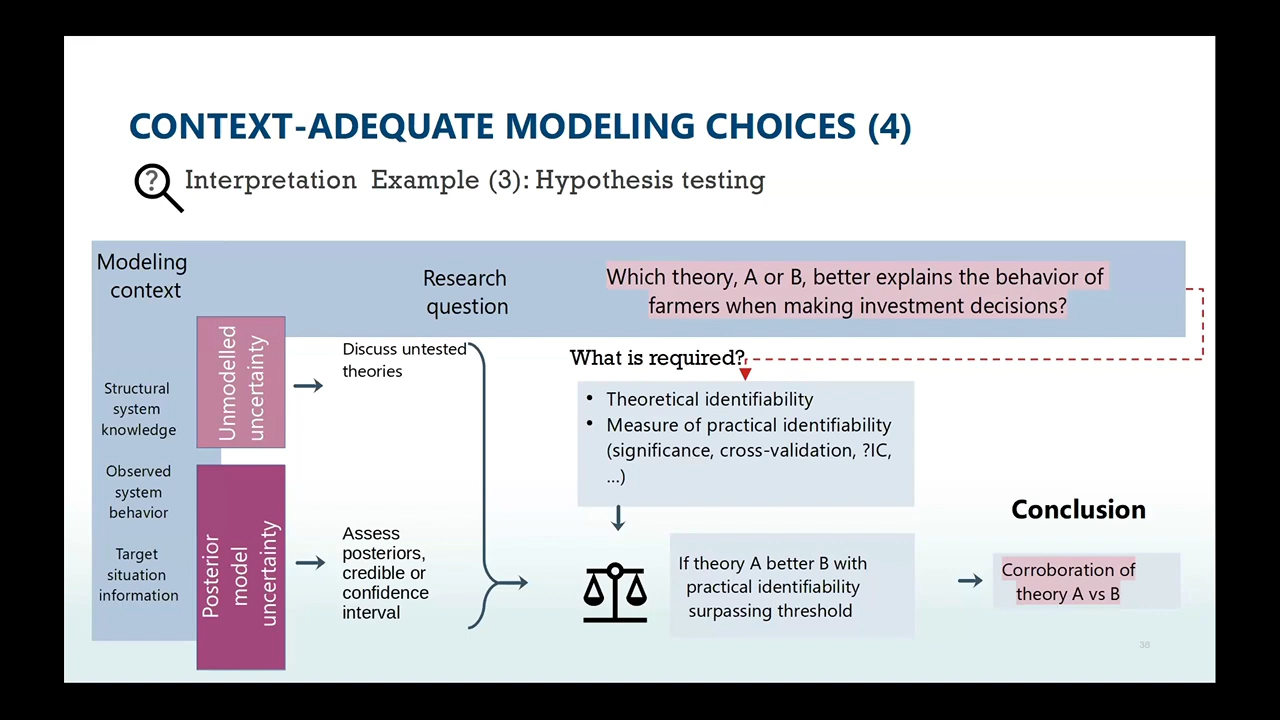 CONTEXT-ADEQUATE MODELING CHOICES (4)
?
Interpretation Example (3): Hypothesis testing
Modeling
context
Research
question
Which theory, A or B, better explains the behavior of
farmers when making investment decisions?
Structural
system
knowledge
Observed
system
behavior
Target
situation
information
Unmodelled
uncertainty
Posterior
model
uncertainty
Discuss untested
theories
Assess
posteriors,
credible or
confidence
interval
What is required?
• Theoretical identifiability
• Measure of practical identifiability
(significance, cross-validation, ?IC,
...)
If theory A better B with
practical identifiability
surpassing threshold
Conclusion
Corroboration of
theory A vs B
38